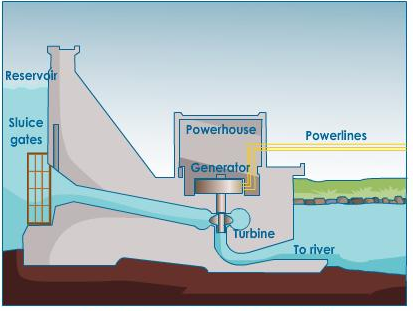 Reservoir
Sluice
gates
Powerhouse
Powerlines
Generator
Turbine
To river